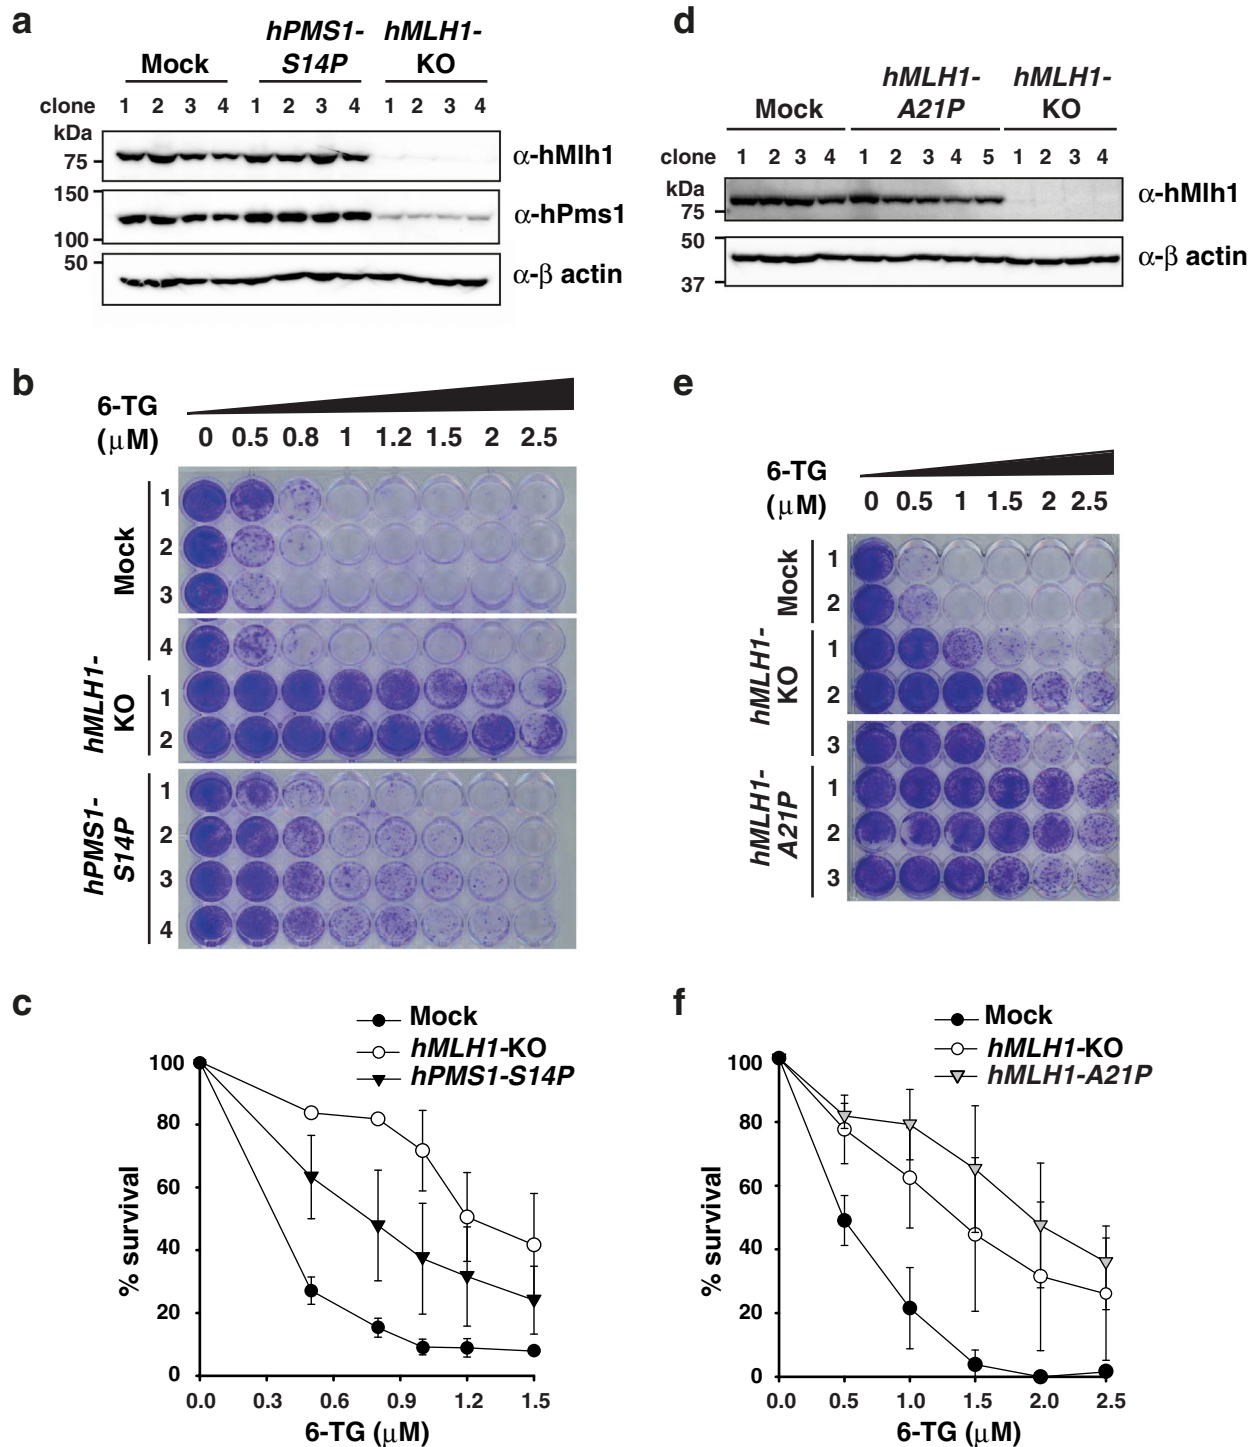 a
hPMS1- hMLH1-
Mock S14P KO
clone 1 2 3 4 1 2 3 4 1 2 3 4
kDa
75 α-hMlh1
150
α-hPms1
100
50
α-β actin
d
hMLH1- hMLH1-
Mock A21P KO
clone 1 2 3 4 1 2 3 4 5 1 2 3 4
kDa
α-hMlh1
75
50
α-β actin
37
b
6-TG
(μM) 0 0.5 0.8 1 1.2 1.5 2 2.5
Mock
1
2
3
4
hMLH1-
KO
1
2
hPMS1-
S14P
1
2
3
4
e
6-TG
(μM) 0 0.5 1 1.5 2 2.5
Mock
1
2
hMLH1-
KO
1
2
3
hMLH1-
A21P
1
2
3
c
Mock
hMLH1-KO
hPMS1-S14P
100
80
60
40
20
0
% survival
0.0 0.3 0.6 0.9 1.2 1.5
6-TG (μM)
f
Mock
hMLH1-KO
hMLH1-A21P
100
80
60
40
20
0
% survival
0.0 0.5 1.0 1.5 2.0 2.5
6-TG (μM)